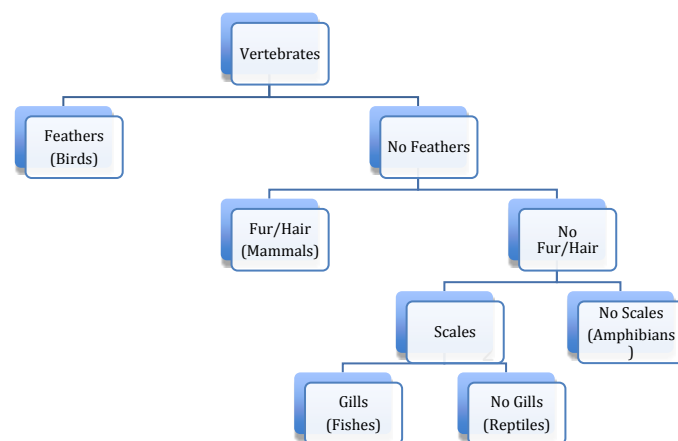 Vertebrates
Feathers
(Birds)
No Feathers
Fur/Hair
(Mammals)
No
Fur/Hair
Scales
2
No Scales
(Amphibians
)
Gills
(Fishes)
No Gills
(Reptiles)